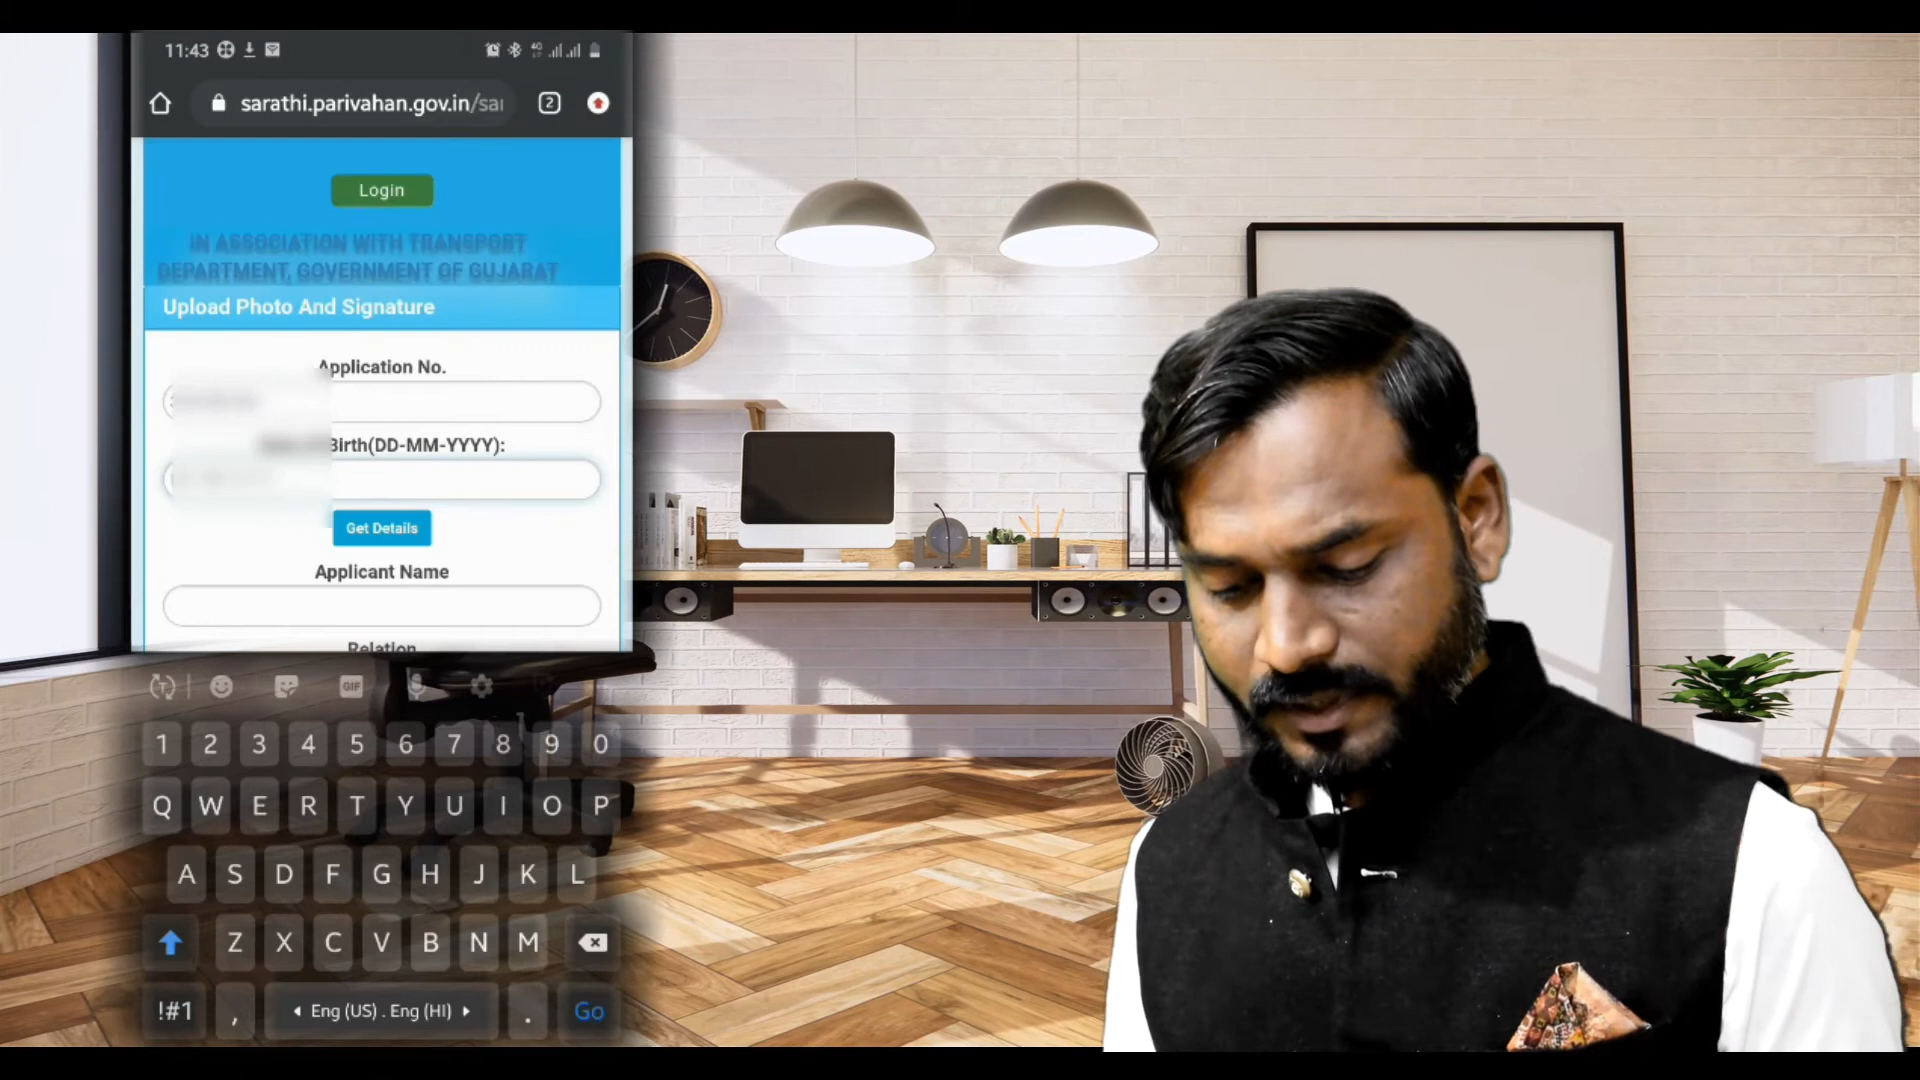 11:43
4G
sarathi.parivahan.gov.in/sar
2
Login
IN ASSOCIATION WITH TRANSPORT
DEPARTMENT, GOVERNMENT OF GUJARAT
Upload Photo And Signature
Application No.
Birth(DD-MM-YYYY):
Get Details
Applicant Name
Relation
T GIF
1 2 3 4 5 6 7 8 9 0
Q W E R T Y U I O P
A S D F G H J K L
Z X C V B N M
!#1 , Eng (US) . Eng (HI) . Go